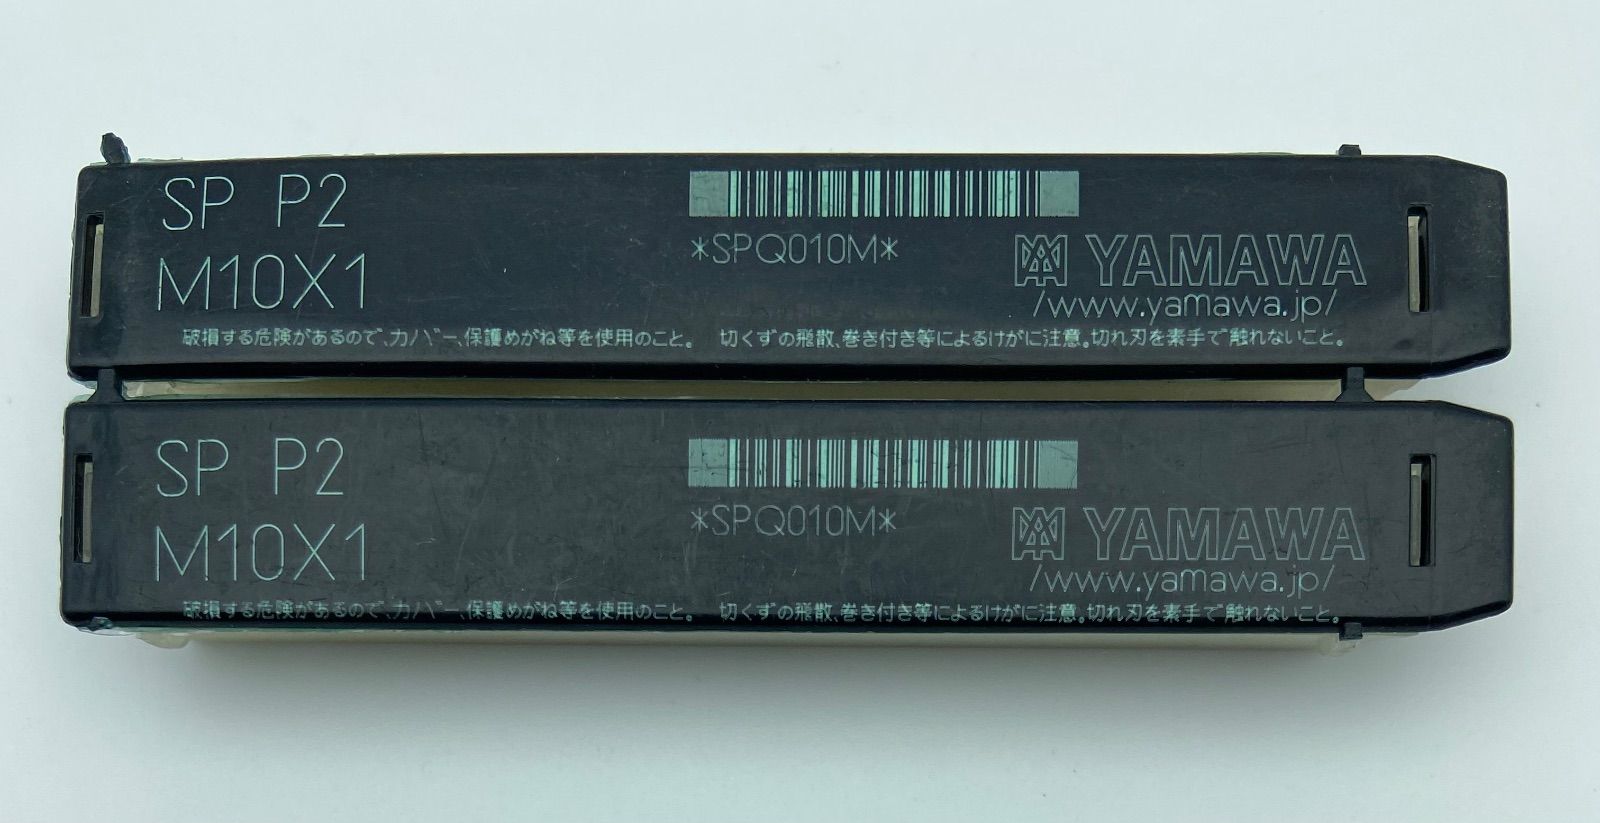 SP P2
M10X1
*SPQ010M*
YAMAWA
/www.yamawa.jp/
破損する危険があるので、カバー、保護めがね等を使用のこと。 切くずの飛散、巻き付き等によるけがに注意。切れ刃を素手で触れないこと。
SP P2
M10X1
*SPQ010M*
YAMAWA
/www.yamawa.jp/
破損する危険があるので、カバー、保護めがね等を使用のこと。 切くずの飛散、巻き付き等によるけがに注意。切れ刃を素手で触れないこと。